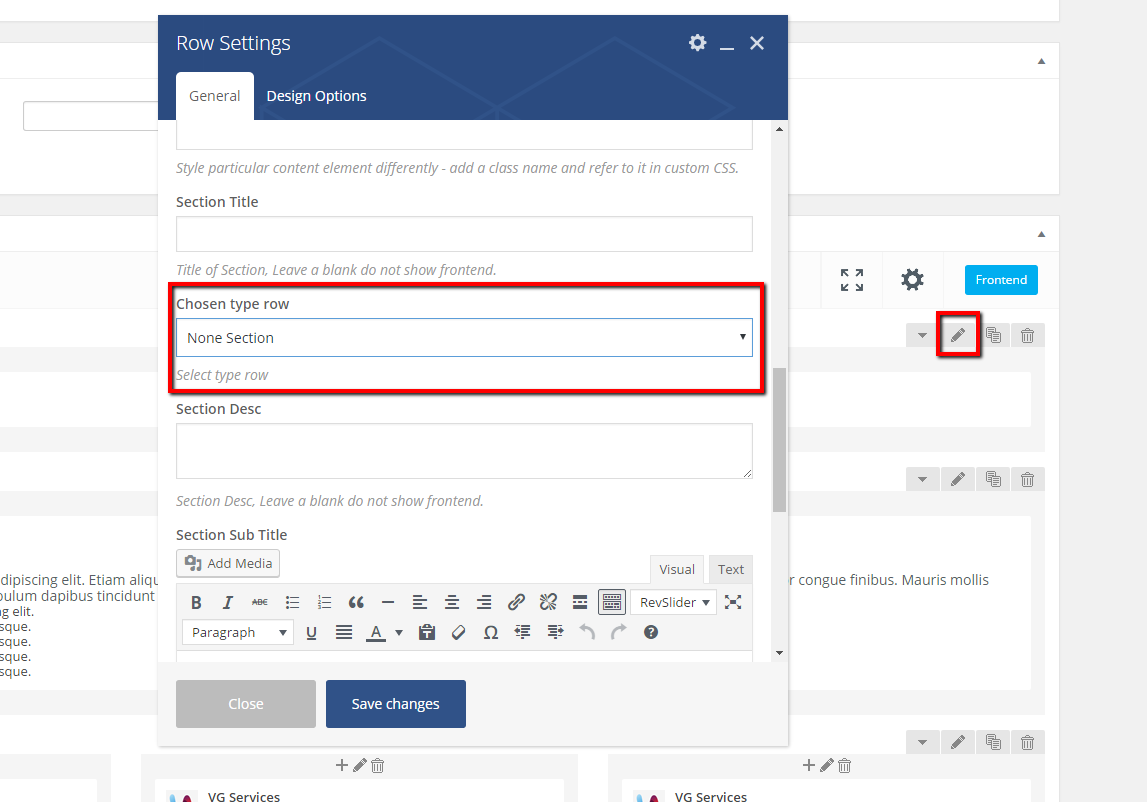 Row Settings
General
Design Options
Style particular content element differently - add a class name and refer to it in custom CSS.
Section Title
Title of Section, Leave a blank do not show frontend.
Chosen type row
None Section
Select type row
Section Desc
Section Desc, Leave a blank do not show frontend.
Section Sub Title
Add Media
Visual
Text
B I ABC
RevSlider
Paragraph
U
A
Close
Save changes
Frontend
dipiscing elit. Etiam aliqu
r congue finibus. Mauris mollis
bulum dapibus tincidunt
g elit.
sque.
sque.
sque.
sque.
VG Services
VG Services